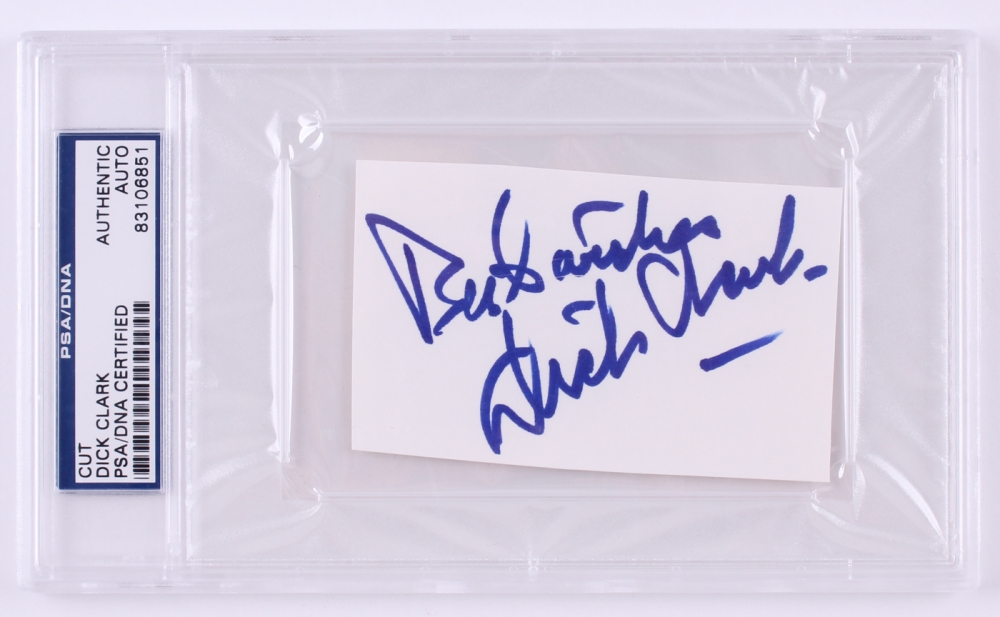 PSA/DNA
CUT
DICK CLARK
PSA/DNA CERTIFIED
AUTHENTIC
AUTO
83106851
Best Wishes
Dick Clark